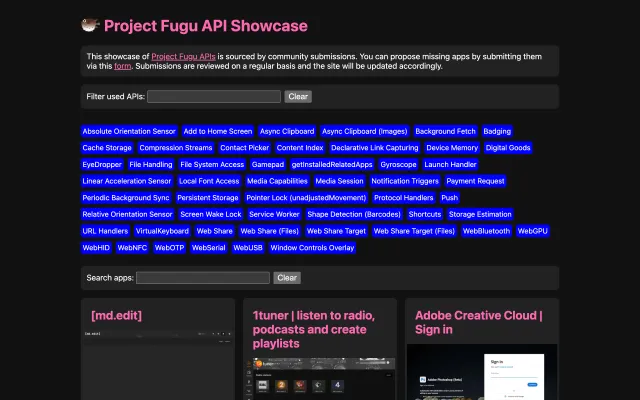 Project Fugu API Showcase
This showcase of Project Fugu APIs is sourced by community submissions. You can propose missing apps by submitting them
via this form. Submissions are reviewed on a regular basis and the site will be updated accordingly.
Filter used APIs: Clear
Absolute Orientation Sensor Add to Home Screen Async Clipboard Async Clipboard (Images) Background Fetch Badging
Cache Storage Compression Streams Contact Picker Content Index Declarative Link Capturing Device Memory Digital Goods
EyeDropper File Handling File System Access Gamepad getInstalledRelatedApps Gyroscope Launch Handler
Linear Acceleration Sensor Local Font Access Media Capabilities Media Session Notification Triggers Payment Request
Periodic Background Sync Persistent Storage Pointer Lock (unadjustedMovement) Protocol Handlers Push
Relative Orientation Sensor Screen Wake Lock Service Worker Shape Detection (Barcodes) Shortcuts Storage Estimation
URL Handlers VirtualKeyboard Web Share Web Share (Files) Web Share Target Web Share Target (Files) WebBluetooth WebGPU
WebHID WebNFC WebOTP WebSerial WebUSB Window Controls Overlay
Search apps: Clear
[md.edit]
1tuner | listen to radio,
podcasts and create
playlists
Adobe Creative Cloud |
Sign in
[md.edit]
Adobe Photoshop (Beta)
Sign in